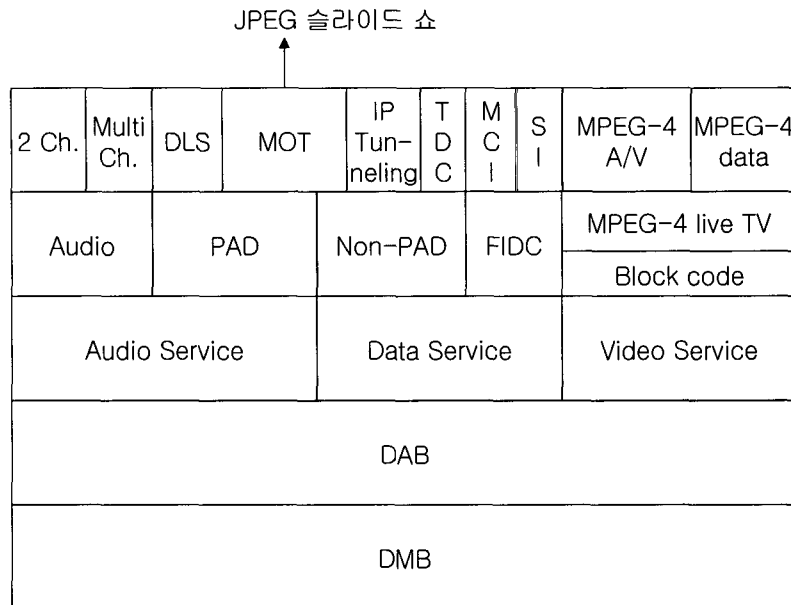 JPEG 슬라이드 쇼
2 Ch.
Multi
Ch.
DLS
MOT
IP
Tun-
neling
T
D
C
M
C
I
S
I
MPEG-4
A/V
MPEG-4
data
Audio
PAD
Non-PAD
FIDC
MPEG-4 live TV
Block code
Audio Service
Data Service
Video Service
DAB
DMB